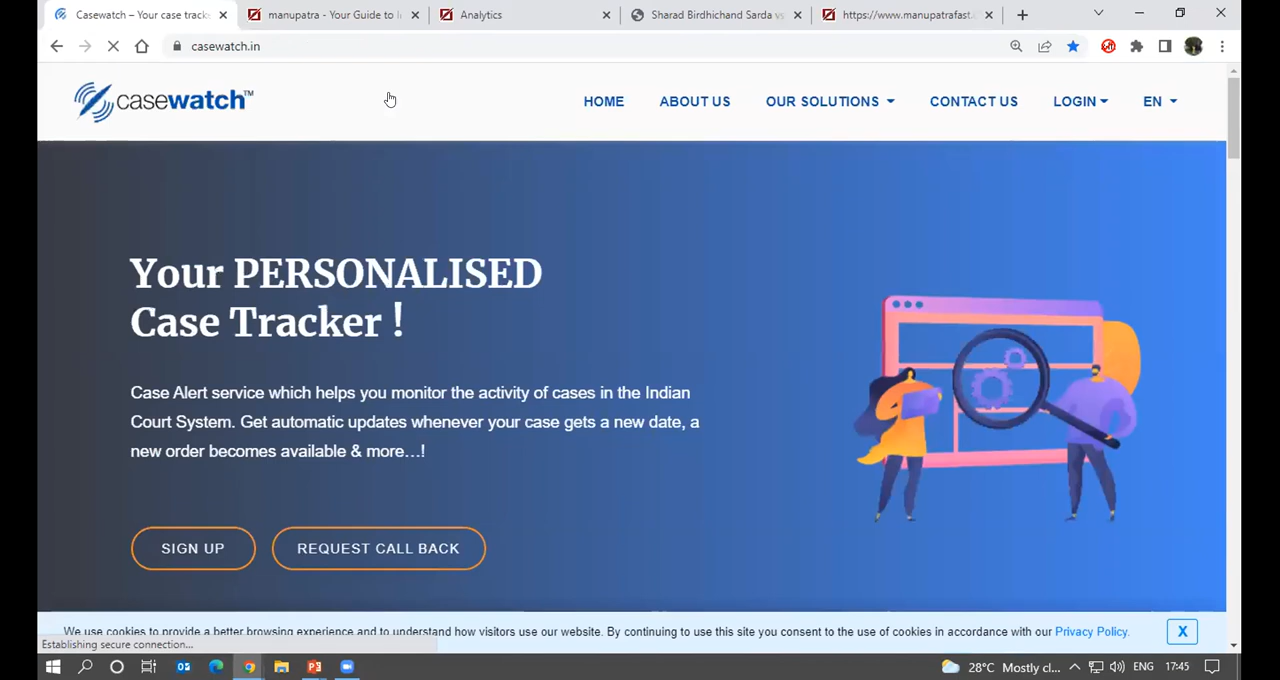 Casewatch – Your case track
manupatra - Your Guide to I
Analytics
Sharad Birdhichand Sarda vs
https://www.manupatrafast.
casewatch.in
casewatch™
HOME
ABOUT US
OUR SOLUTIONS
CONTACT US
LOGIN
EN
Your PERSONALISED
Case Tracker !
Case Alert service which helps you monitor the activity of cases in the Indian
Court System. Get automatic updates whenever your case gets a new date, a
new order becomes available & more...!
SIGN UP
REQUEST CALL BACK
We use cookies to provide a better browsing experience and to understand how visitors use our website. By continuing to use this site you consent to the use of cookies in accordance with our Privacy Policy.
X
Establishing secure connection...
28°C Mostly cl...
ENG
17:45